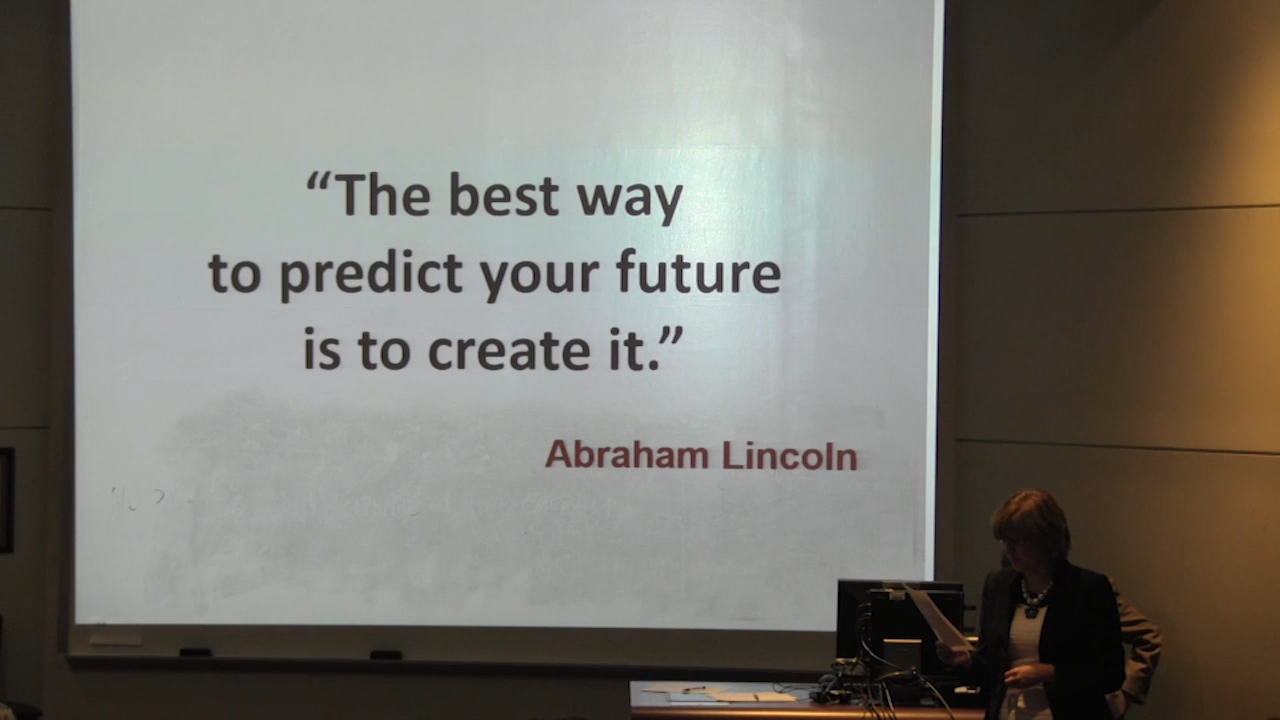 “The best way
to predict your future
is to create it.”
Abraham Lincoln